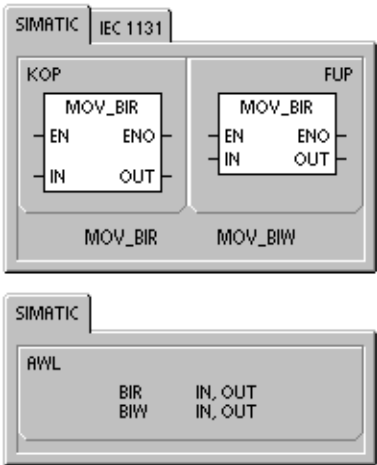 SIMATIC IEC 1131
KOP FUP
MOV_BIR MOV_BIR
EN ENO EN ENO
IN OUT IN OUT
MOV_BIR MOV_BIW
SIMATIC
AWL
BIR IN, OUT
BIW IN, OUT